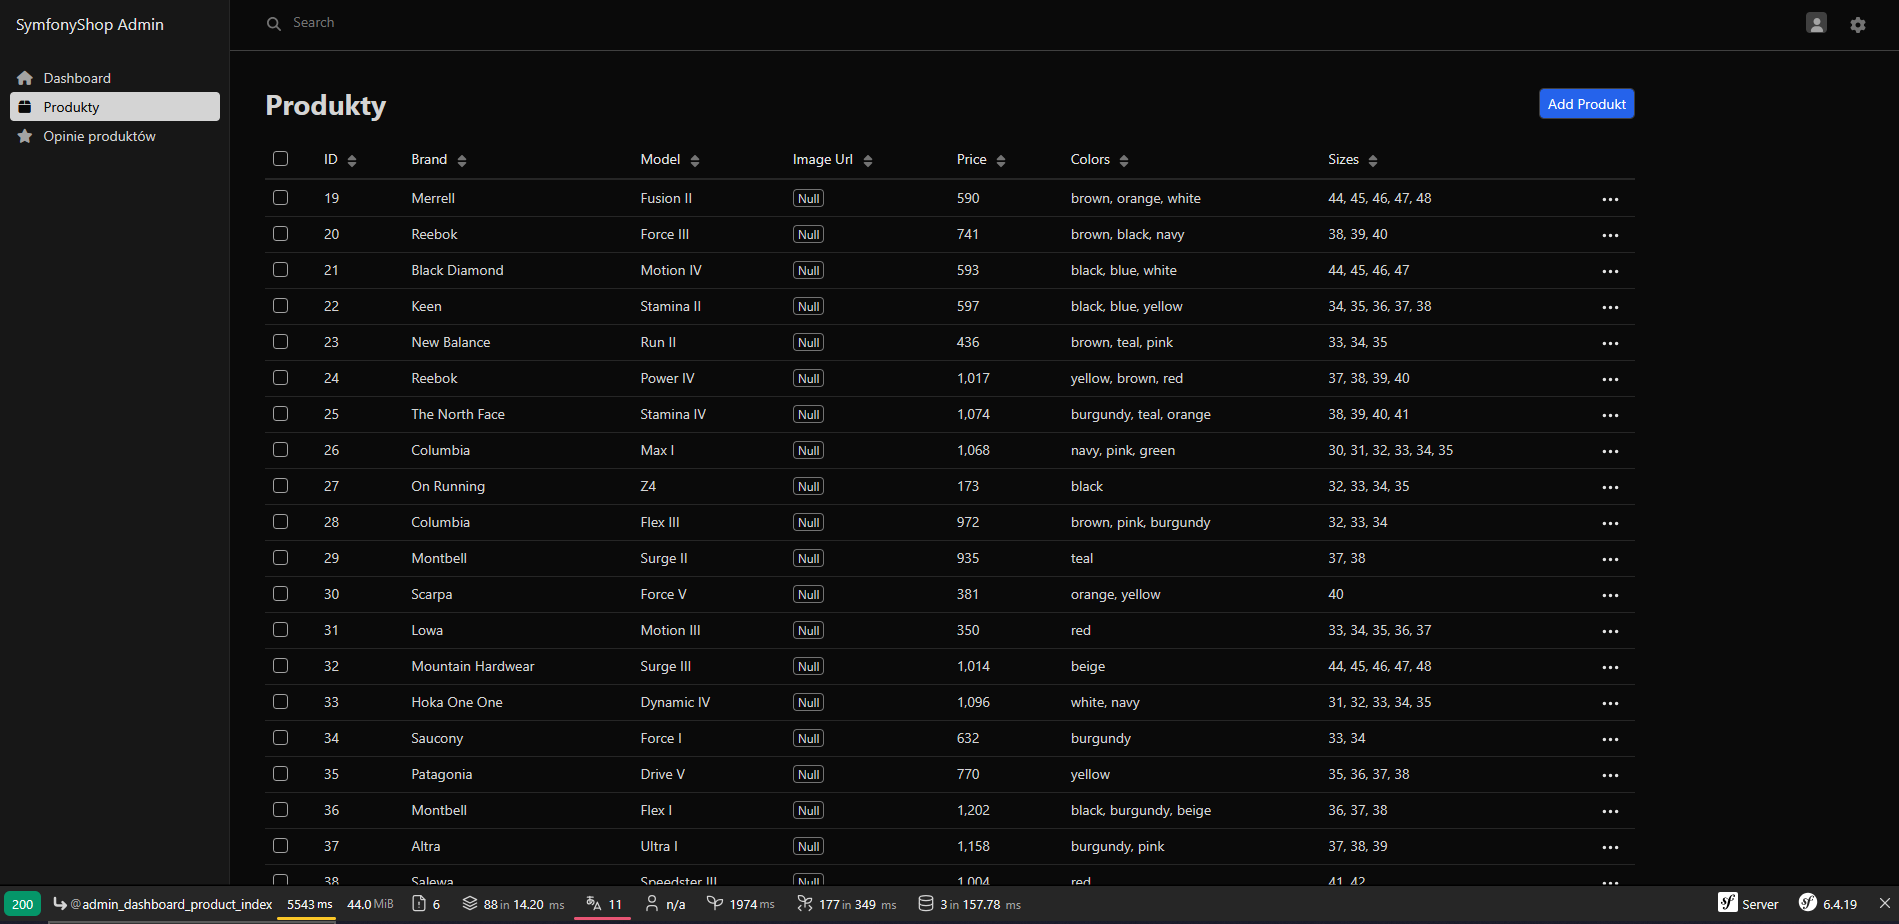 SymfonyShop Admin
Search
Dashboard
Produkty
Opinie produktów
Produkty
Add Produkt
ID Brand Model Image Url Price Colors Sizes
19 Merrell Fusion II Null 590 brown, orange, white 44, 45, 46, 47, 48
20 Reebok Force III Null 741 brown, black, navy 38, 39, 40
21 Black Diamond Motion IV Null 593 black, blue, white 44, 45, 46, 47
22 Keen Stamina II Null 597 black, blue, yellow 34, 35, 36, 37, 38
23 New Balance Run II Null 436 brown, teal, pink 33, 34, 35
24 Reebok Power IV Null 1,017 yellow, brown, red 37, 38, 39, 40
25 The North Face Stamina IV Null 1,074 burgundy, teal, orange 38, 39, 40, 41
26 Columbia Max I Null 1,068 navy, pink, green 30, 31, 32, 33, 34, 35
27 On Running Z4 Null 173 black 32, 33, 34, 35
28 Columbia Flex III Null 972 brown, pink, burgundy 32, 33, 34
29 Montbell Surge II Null 935 teal 37, 38
30 Scarpa Force V Null 381 orange, yellow 40
31 Lowa Motion III Null 350 red 33, 34, 35, 36, 37
32 Mountain Hardwear Surge III Null 1,014 beige 44, 45, 46, 47, 48
33 Hoka One One Dynamic IV Null 1,096 white, navy 31, 32, 33, 34, 35
34 Saucony Force I Null 632 burgundy 33, 34
35 Patagonia Drive V Null 770 yellow 35, 36, 37, 38
36 Montbell Flex I Null 1,202 black, burgundy, beige 36, 37, 38
37 Altra Ultra I Null 1,158 burgundy, pink 37, 38, 39
38 Salewa Speedster III Null 1,004 red 41, 42
200 @admin_dashboard_product_index 5543 ms 44.0 MiB 6 88 in 14.20 ms 11 n/a 1974 ms 177 in 349 ms 3 in 157.78 ms sf Server sf 6.4.19